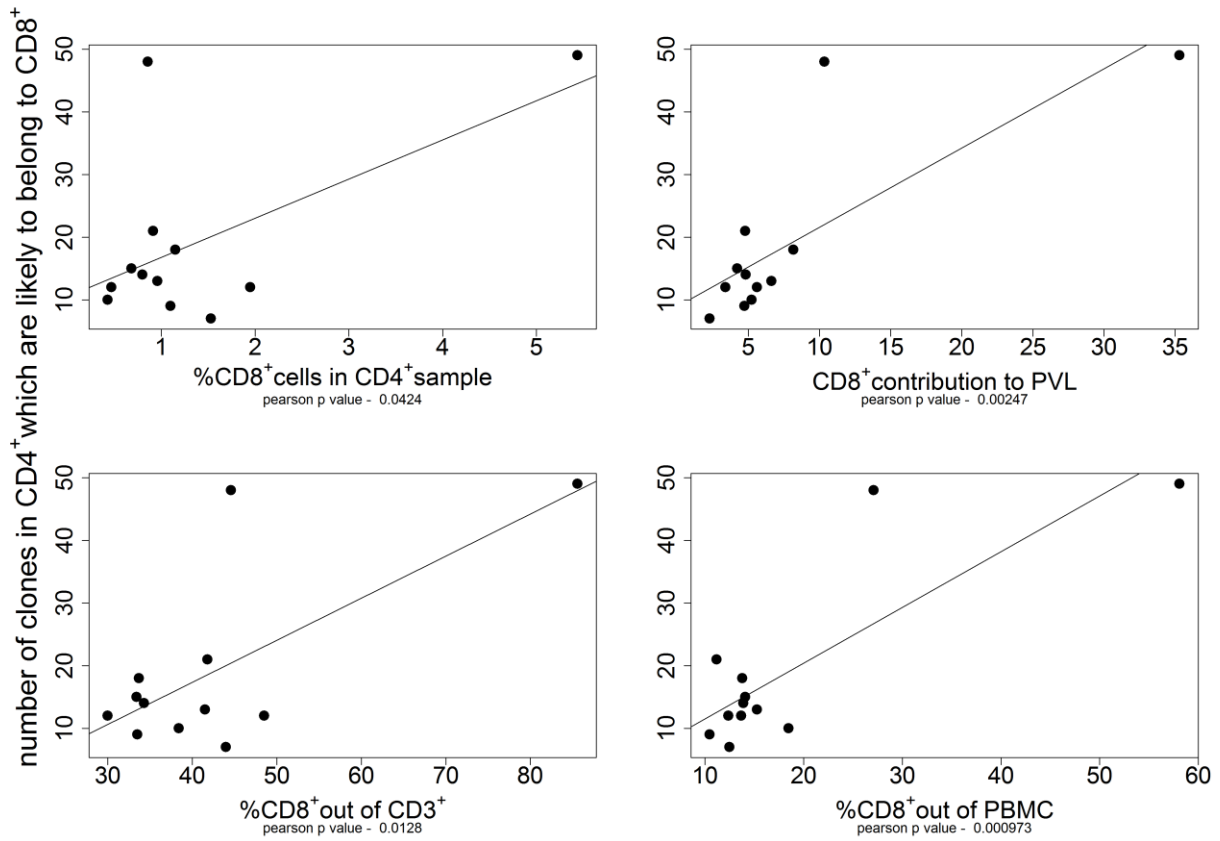 number of clones in CD4⁺which are likely to belong to CD8⁺
50
40
30
20
10
1 2 3 4 5
%CD8⁺cells in CD4⁺sample
pearson p value - 0.0424
50
40
30
20
10
5 10 15 20 25 30 35
CD8⁺contribution to PVL
pearson p value - 0.00247
50
40
30
20
10
30 40 50 60 70 80
%CD8⁺out of CD3⁺
pearson p value - 0.0128
50
40
30
20
10
10 20 30 40 50 60
%CD8⁺out of PBMC
pearson p value - 0.000973